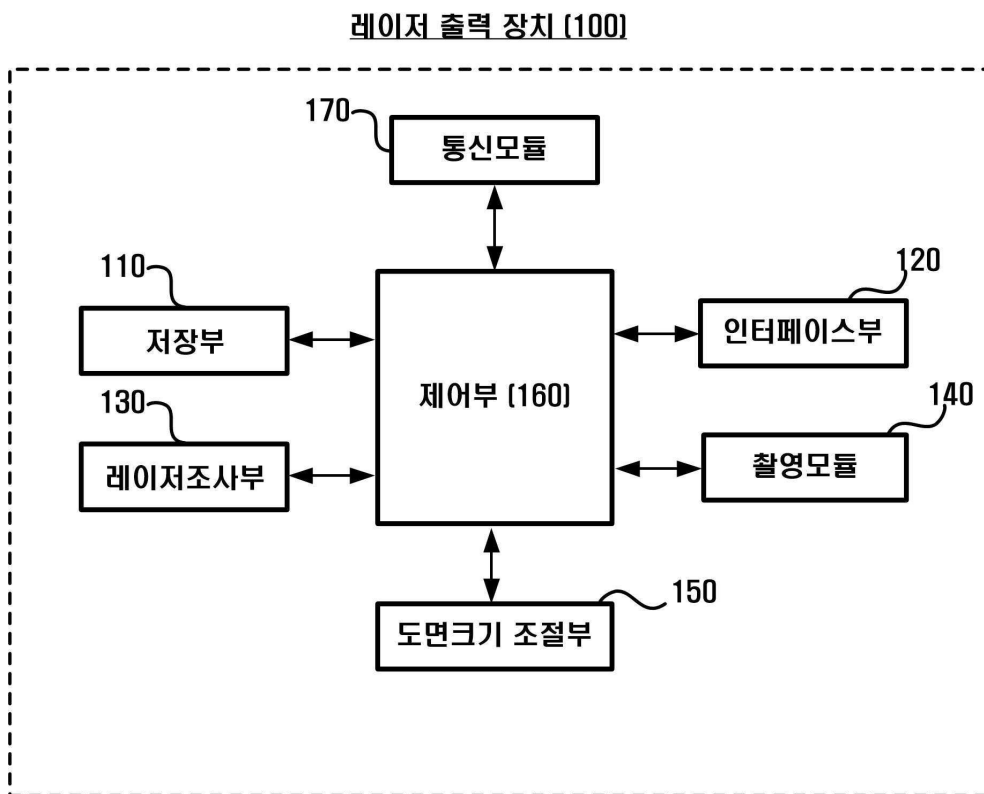 레이저 출력 장치 (100)
170
통신모듈
110
120
저장부
인터페이스부
제어부 (160)
130
140
레이저조사부
촬영모듈
150
도면크기 조절부